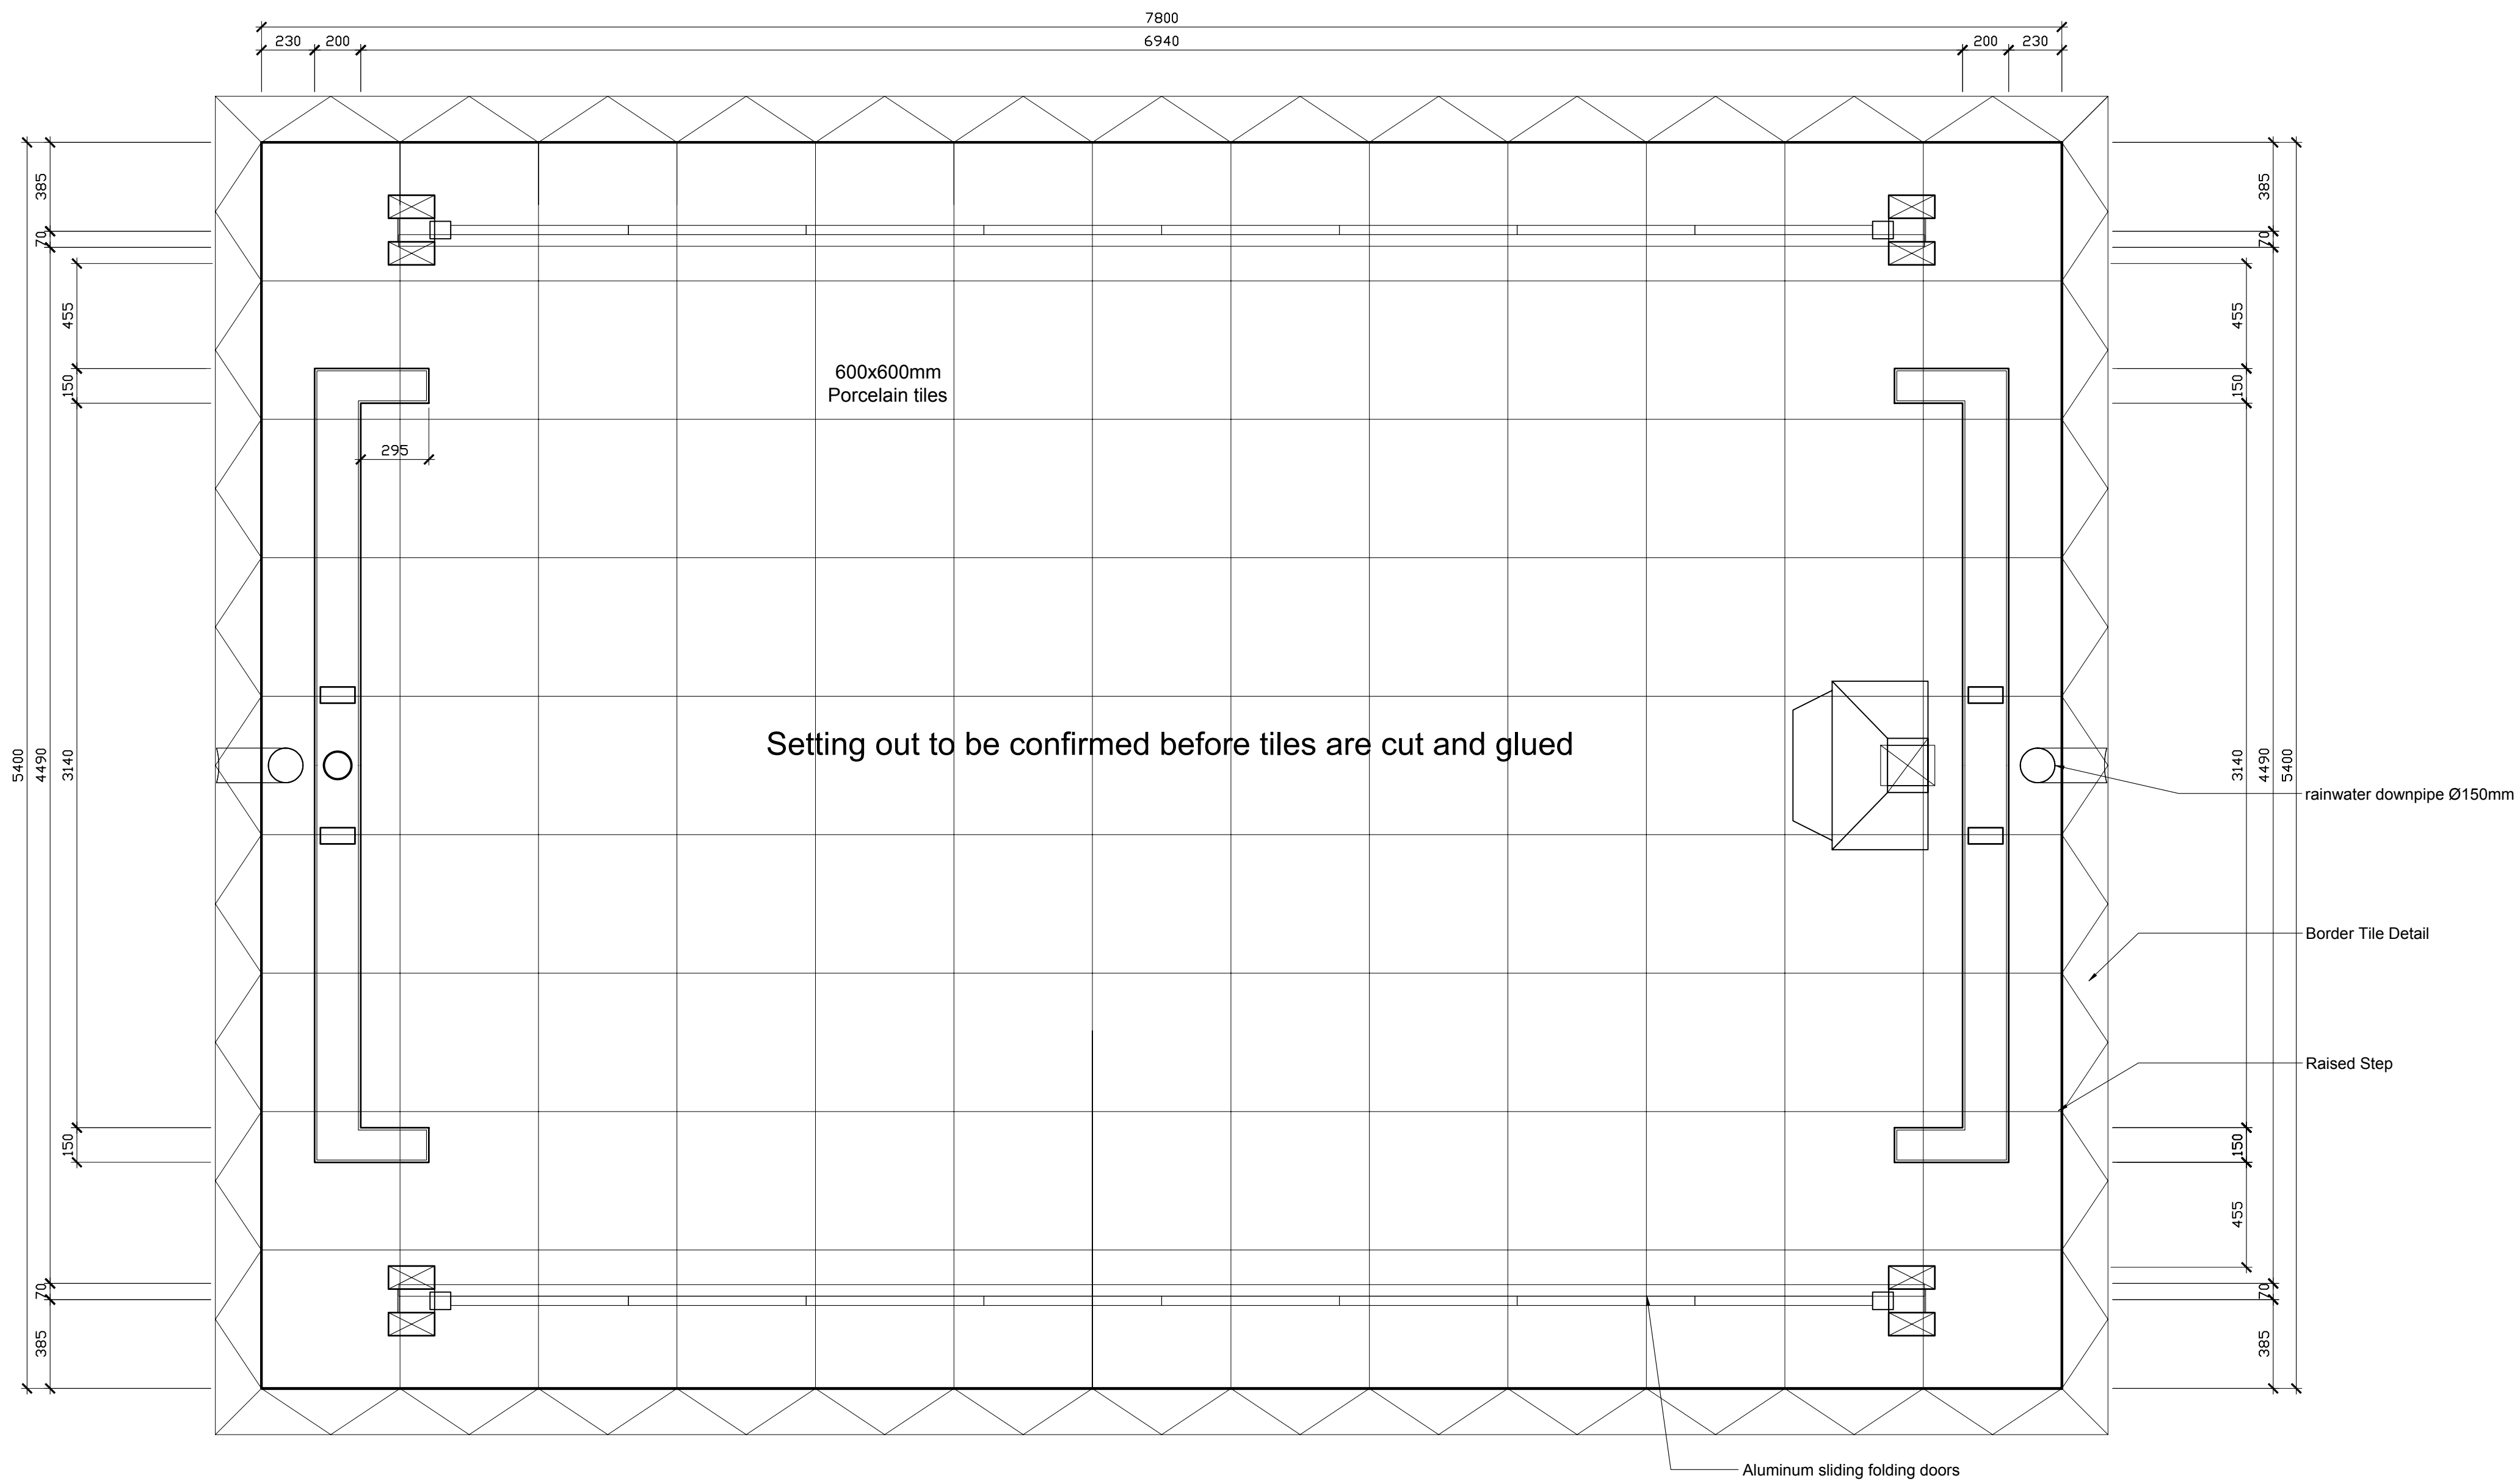 7800
230 200 6940 200 230
385
70
455
150
3140
4490
5400
150
70
385
295
600x600mm
Porcelain tiles
Setting out to be confirmed before tiles are cut and glued
385
70
455
150
3140
4490
5400
150
455
70
385
rainwater downpipe Ø150mm
Border Tile Detail
Raised Step
Aluminum sliding folding doors